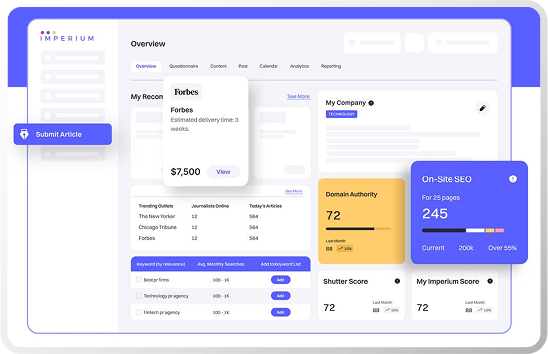 IMPERIUM
Overview
Overview Questionnaire Content Post Calendar Analytics Reporting
My Recom
See More
Forbes
Forbes
Estimated delivery time: 3
weeks.
$7,500
View
Submit Article
My Company
TECHNOLOGY
See More
Trending Outlets Journalists Online Today's Articles
The New Yorker 12 564
Chicago Tribune 12 564
Forbes 12 564
Keyword (by relevance) Avg. Monthly Searches Add to Keyword List
Best pr firms 100 - 1K Add
Technology pr agency 100 - 1K Add
Fintech pr agency 100 - 1K Add
Domain Authority
72
Last Month
88 10%
On-Site SEO
For 25 pages
245
Current 200k Over 55%
Shutter Score
72
Last Month
88 10%
My Imperium Score
72
Last Month
88 10%